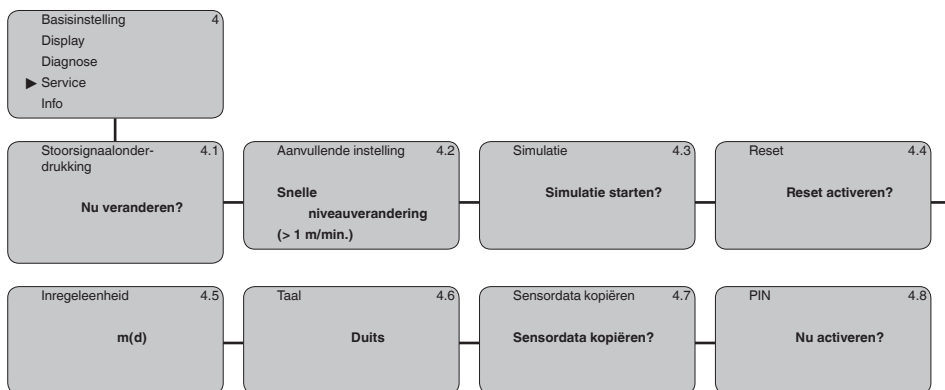 Basisinstelling 4
Display
Diagnose
▶ Service
Info
Stoorsignaalonder- 4.1
drukking
Nu veranderen?
Aanvullende instelling 4.2
Snelle
niveauverandering
(> 1 m/min.)
Simulatie 4.3
Simulatie starten?
Reset 4.4
Reset activeren?
Inregeleenheid 4.5
m(d)
Taal 4.6
Duits
Sensordata kopiëren 4.7
Sensordata kopiëren?
PIN 4.8
Nu activeren?